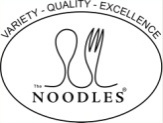 VARIETY - QUALITY - EXCELLENCE
The
NOODLES®